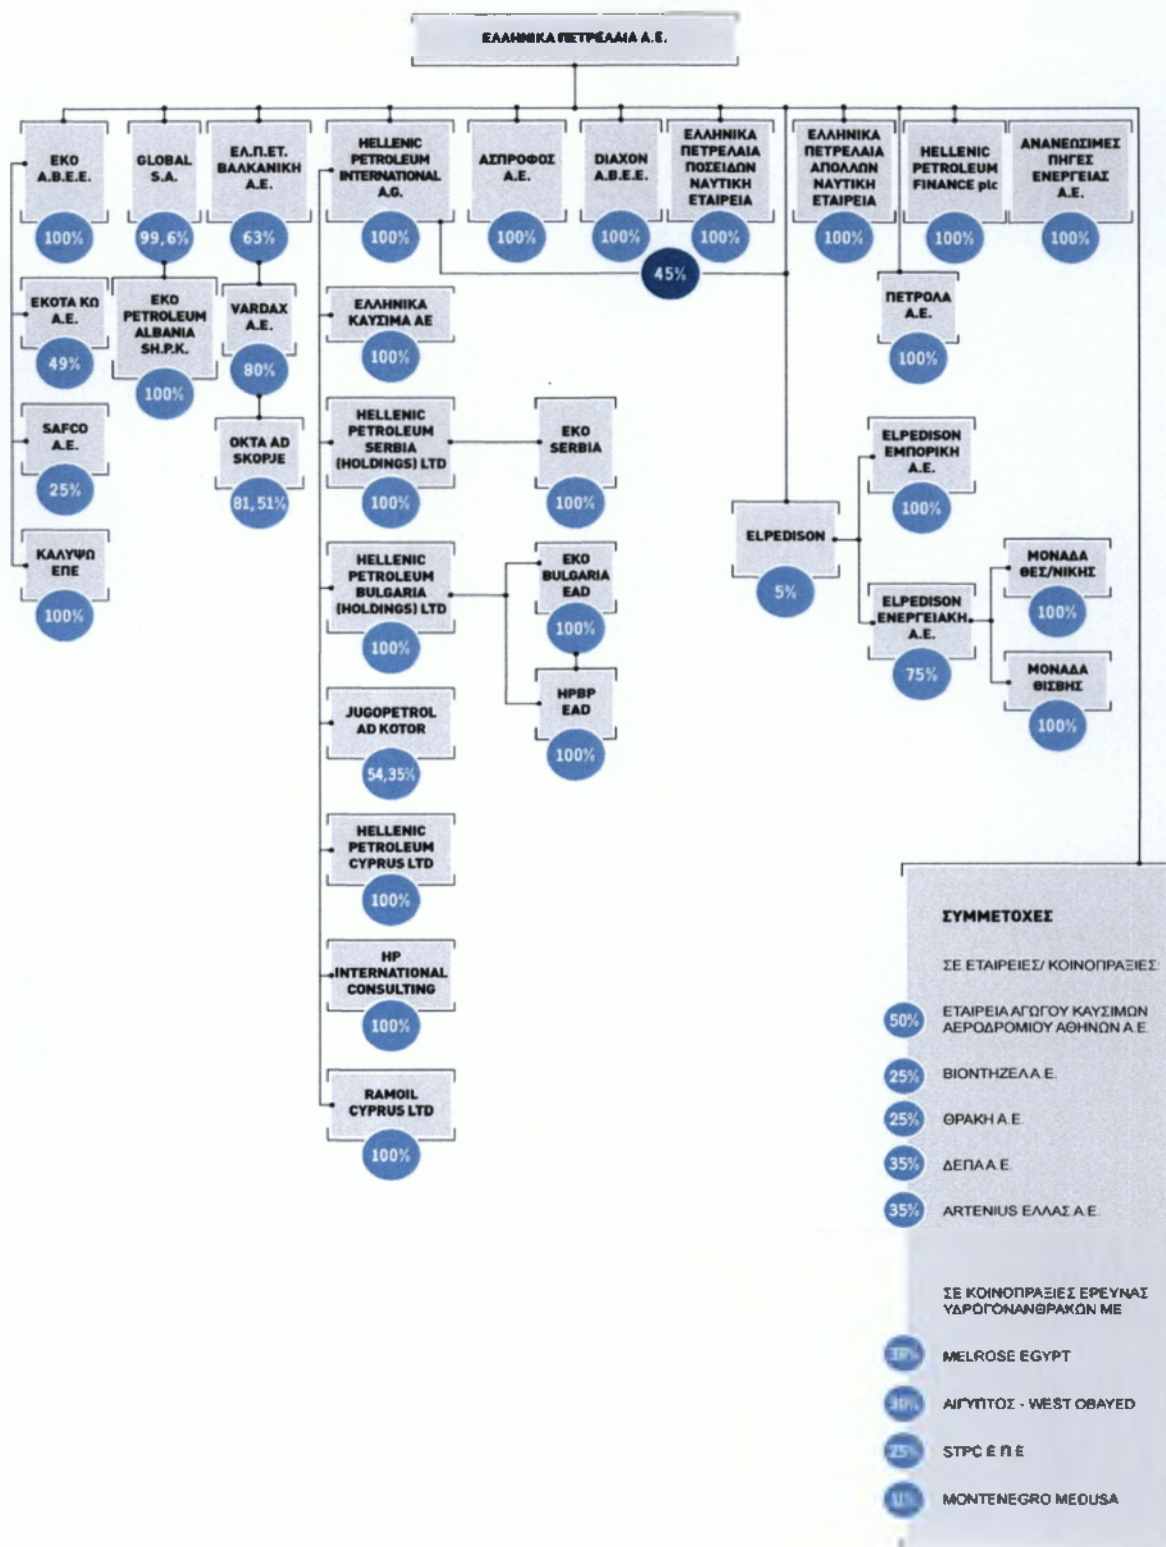 ΕΛΛΗΝΙΚΑ ΠΕΤΡΕΛΑΙΑ Α.Ε.
ΕΚΟ
Α.Β.Ε.Ε.
100%
GLOBAL
S.A.
99,6%
ΕΛ.Π.ΕΤ.
ΒΑΛΚΑΝΙΚΗ
Α.Ε.
63%
HELLENIC
PETROLEUM
INTERNATIONAL
A.G.
100%
ΑΣΠΡΟΦΟΣ
Α.Ε.
100%
DIAXON
Α.Β.Ε.Ε.
100%
ΕΛΛΗΝΙΚΑ
ΠΕΤΡΕΛΑΙΑ
ΠΟΣΕΙΔΩΝ
ΝΑΥΤΙΚΗ
ΕΤΑΙΡΕΙΑ
100%
ΕΛΛΗΝΙΚΑ
ΠΕΤΡΕΛΑΙΑ
ΑΠΟΛΛΩΝ
ΝΑΥΤΙΚΗ
ΕΤΑΙΡΕΙΑ
100%
HELLENIC
PETROLEUM
FINANCE plc
100%
ΑΝΑΝΕΩΣΙΜΕΣ
ΠΗΓΕΣ
ΕΝΕΡΓΕΙΑΣ
Α.Ε.
100%
45%
ΕΚΟΤΑ ΚΩ
Α.Ε.
49%
EKO
PETROLEUM
ALBANIA
SH.P.K.
100%
VARDAX
Α.Ε.
80%
ΕΛΛΗΝΙΚΑ
ΚΑΥΣΙΜΑ ΑΕ
100%
ΠΕΤΡΟΛΑ
Α.Ε.
100%
SAFCO
Α.Ε.
25%
OKTA AD
SKOPJE
81,51%
HELLENIC
PETROLEUM
SERBIA
(HOLDINGS) LTD
100%
EKO
SERBIA
100%
ELPEDISON
ΕΜΠΟΡΙΚΗ
Α.Ε.
100%
ΚΑΛΥΨΩ
ΕΠΕ
100%
HELLENIC
PETROLEUM
BULGARIA
(HOLDINGS) LTD
100%
EKO
BULGARIA
EAD
100%
ELPEDISON
5%
ELPEDISON
ΕΝΕΡΓΕΙΑΚΗ
Α.Ε.
75%
ΜΟΝΑΔΑ
ΘΕΣ/ΝΙΚΗΣ
100%
HPBP
EAD
100%
ΜΟΝΑΔΑ
ΘΙΣΒΗΣ
100%
JUGOPETROL
AD KOTOR
54,35%
HELLENIC
PETROLEUM
CYPRUS LTD
100%
HP
INTERNATIONAL
CONSULTING
100%
RAMOIL
CYPRUS LTD
100%
ΣΥΜΜΕΤΟΧΕΣ
ΣΕ ΕΤΑΙΡΕΙΕΣ/ ΚΟΙΝΟΠΡΑΞΙΕΣ:
50% ΕΤΑΙΡΕΙΑ ΑΓΩΓΟΥ ΚΑΥΣΙΜΩΝ
ΑΕΡΟΔΡΟΜΙΟΥ ΑΘΗΝΩΝ Α.Ε.
25% ΒΙΟΝΤΗΖΕΛ Α.Ε.
25% ΘΡΑΚΗ Α.Ε.
35% ΔΕΠΑ Α.Ε.
35% ARTENIUS ΕΛΛΑΣ Α.Ε.
ΣΕ ΚΟΙΝΟΠΡΑΞΙΕΣ ΕΡΕΥΝΑΣ
ΥΔΡΟΓΟΝΑΝΘΡΑΚΩΝ ΜΕ
MELROSE EGYPT
ΑΙΓΥΠΤΟΣ - WEST OBAYED
25% STPC Ε Π Ε
MONTENEGRO MEDUSA